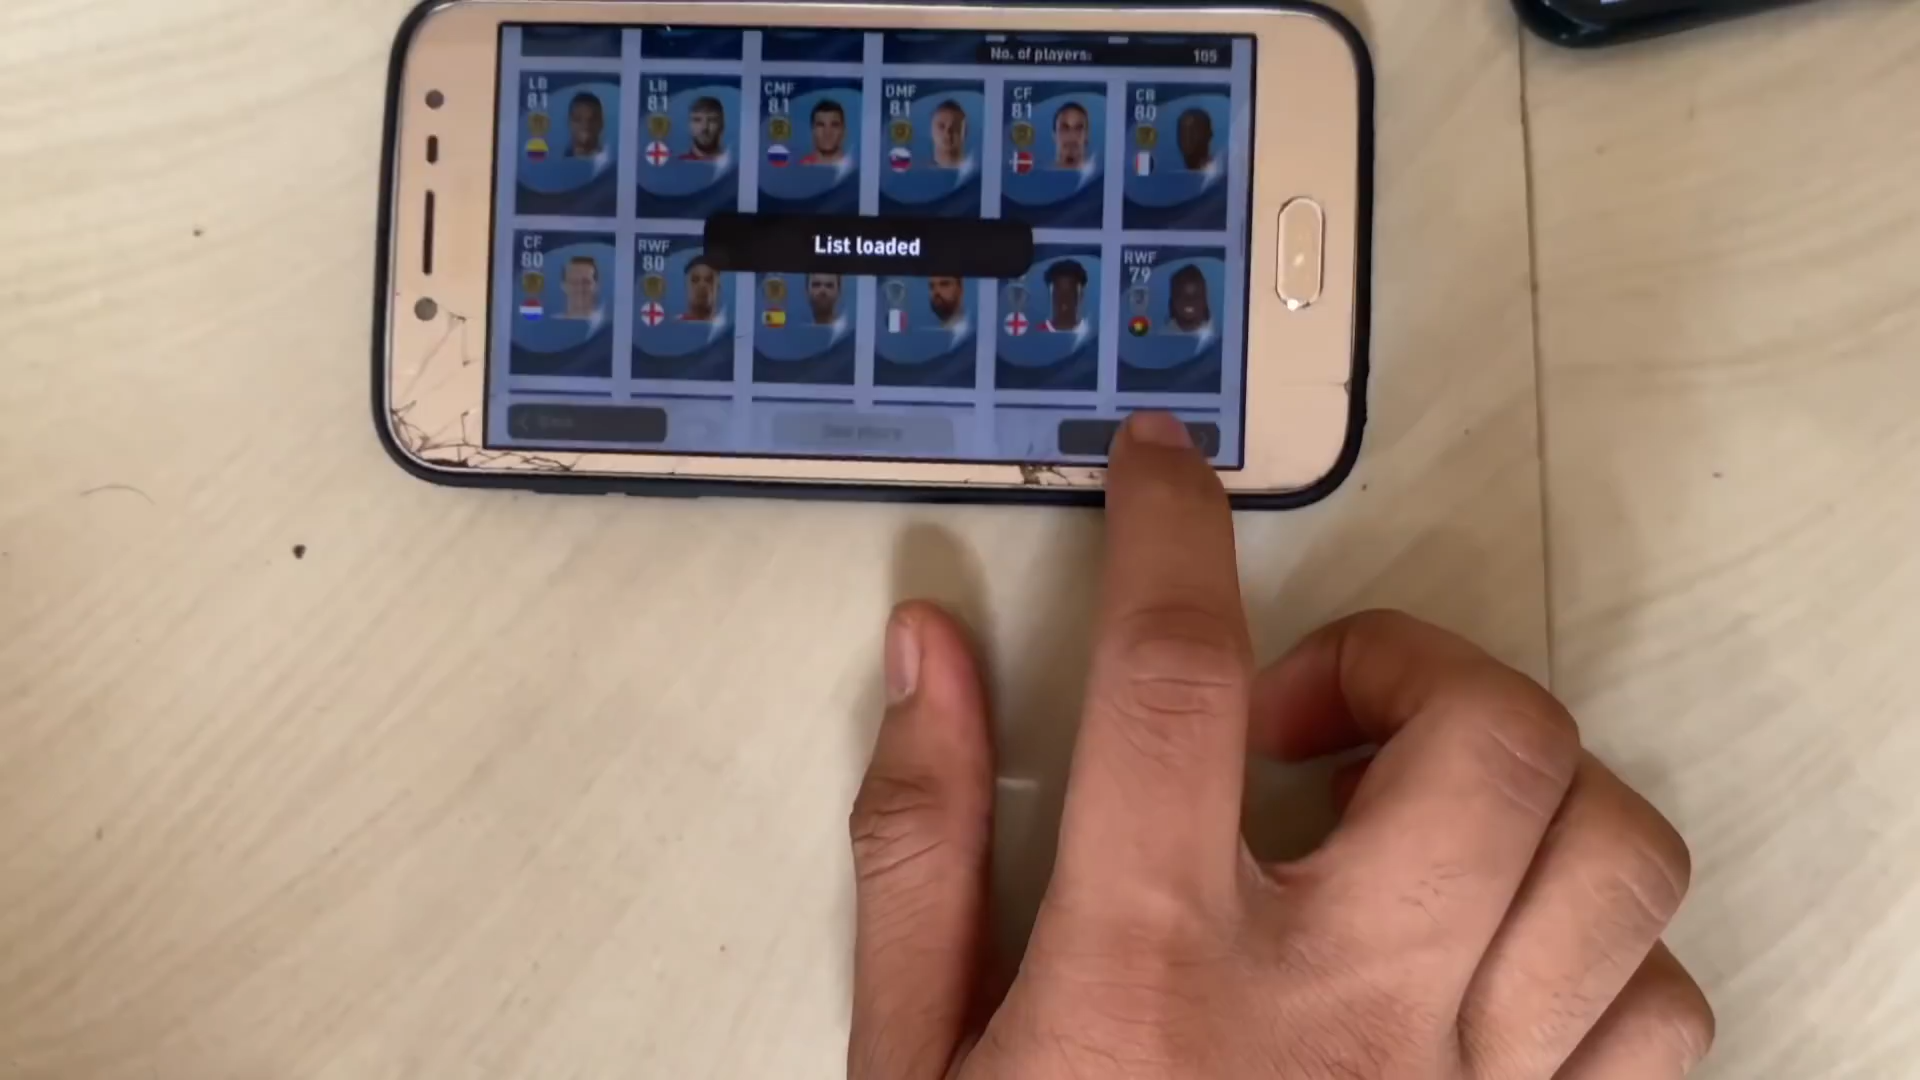 No. of players: 105
LB 81
LB 81
CMF 81
DMF 81
CF 81
CB 80
List loaded
CF 80
RWF 80
RWF 79